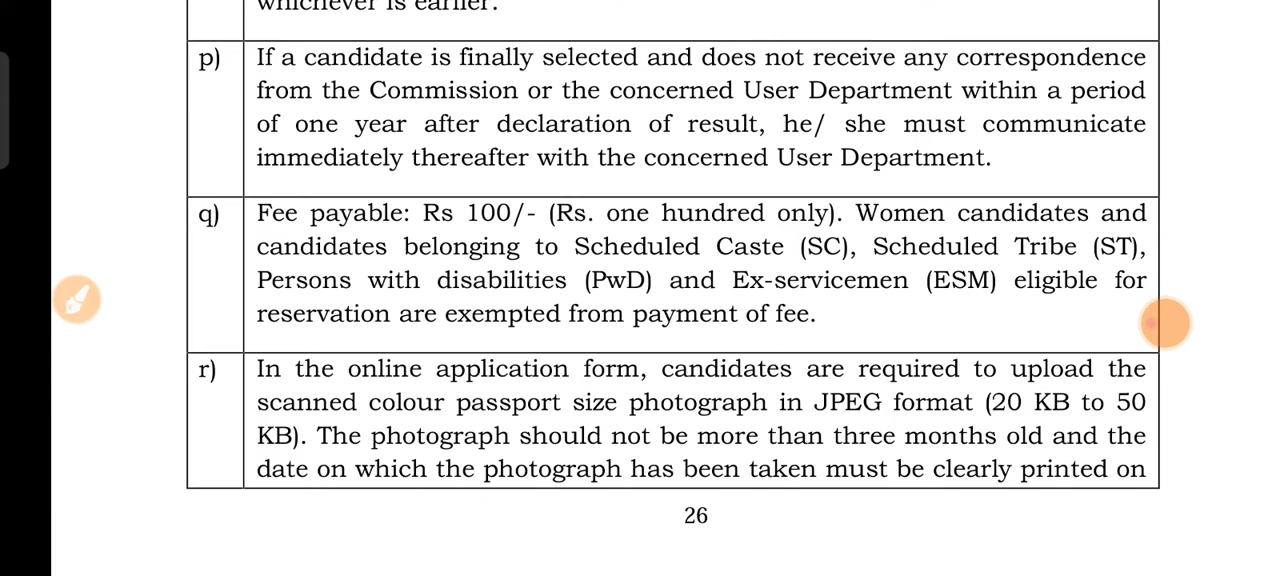 whichever is earlier.
p) If a candidate is finally selected and does not receive any correspondence
from the Commission or the concerned User Department within a period
of one year after declaration of result, he/ she must communicate
immediately thereafter with the concerned User Department.
q) Fee payable: Rs 100/- (Rs. one hundred only). Women candidates and
candidates belonging to Scheduled Caste (SC), Scheduled Tribe (ST),
Persons with disabilities (PwD) and Ex-servicemen (ESM) eligible for
reservation are exempted from payment of fee.
r) In the online application form, candidates are required to upload the
scanned colour passport size photograph in JPEG format (20 KB to 50
KB). The photograph should not be more than three months old and the
date on which the photograph has been taken must be clearly printed on
26